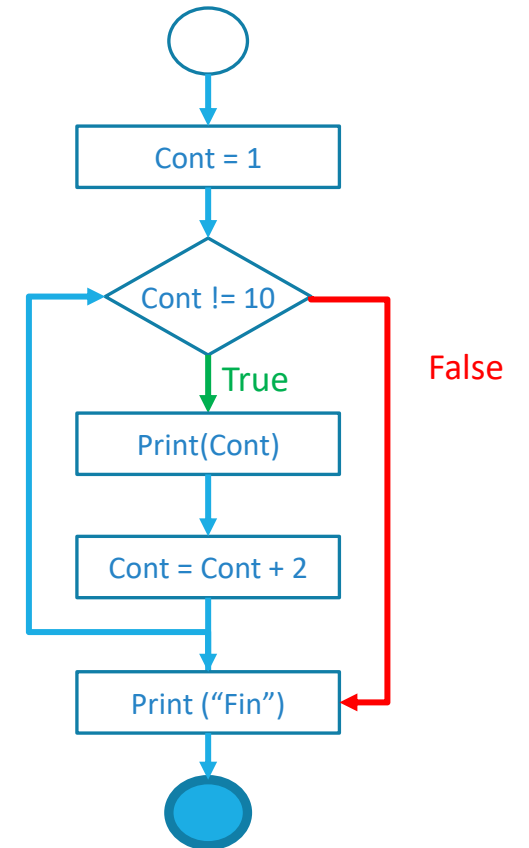 Cont = 1
Cont != 10
True
False
Print(Cont)
Cont = Cont + 2
Print (“Fin”)